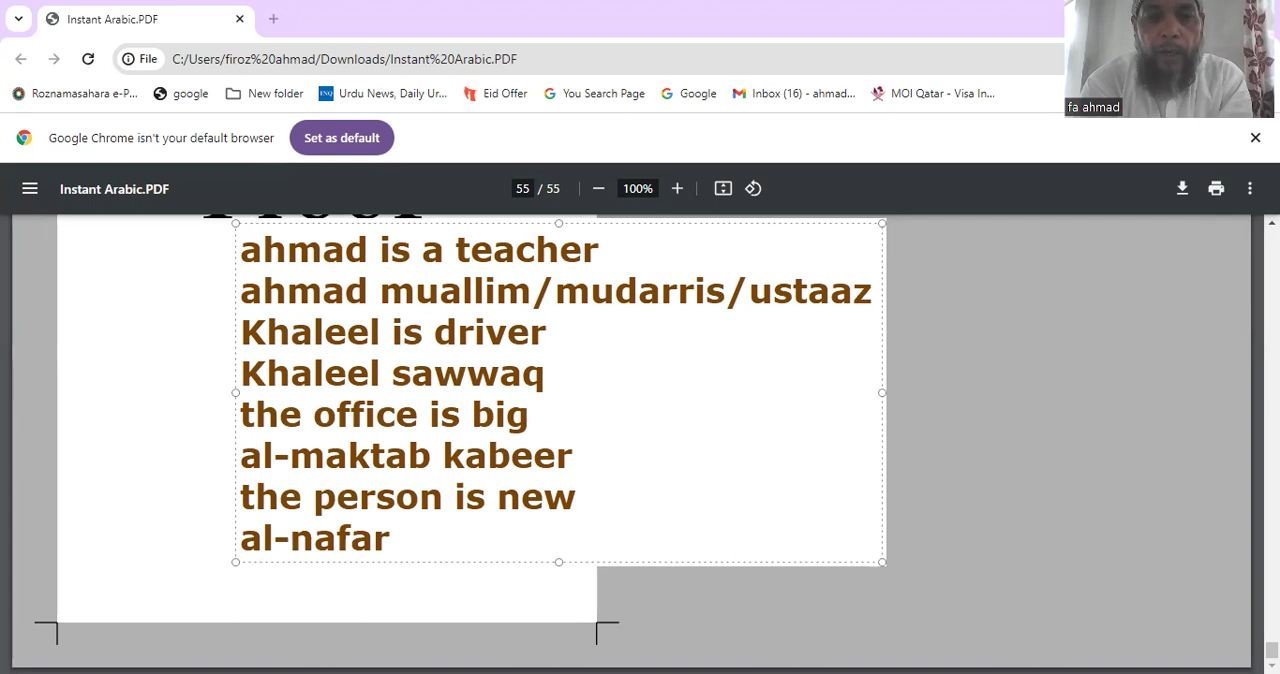 Instant Arabic.PDF
File
C:/Users/firoz%20ahmad/Downloads/Instant%20Arabic.PDF
Roznamasahara e-P...
google
New folder
ENQ
Urdu News, Daily Ur...
Eid Offer
You Search Page
Google
Inbox (16) - ahmad...
MOI Qatar - Visa In...
fa ahmad
Google Chrome isn't your default browser
Set as default
Instant Arabic.PDF
55 / 55
100%
ahmad is a teacher
ahmad muallim/mudarris/ustaaz
Khaleel is driver
Khaleel sawwaq
the office is big
al-maktab kabeer
the person is new
al-nafar